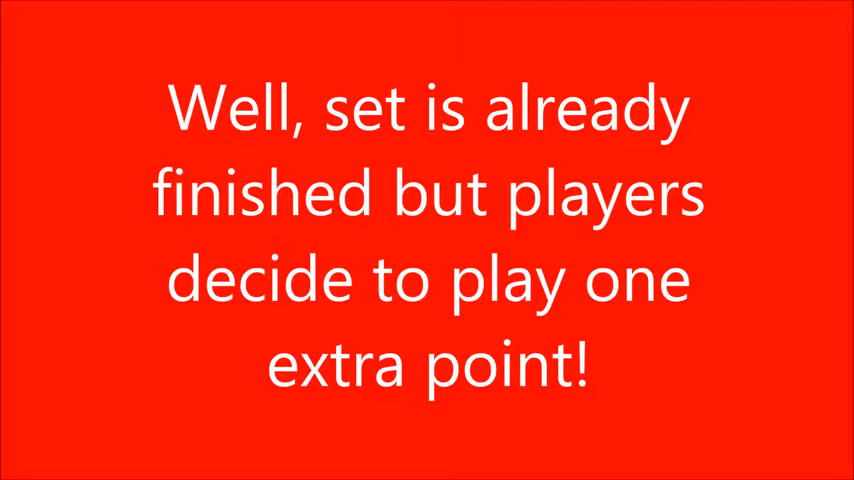 Well, set is already
finished but players
decide to play one
extra point!